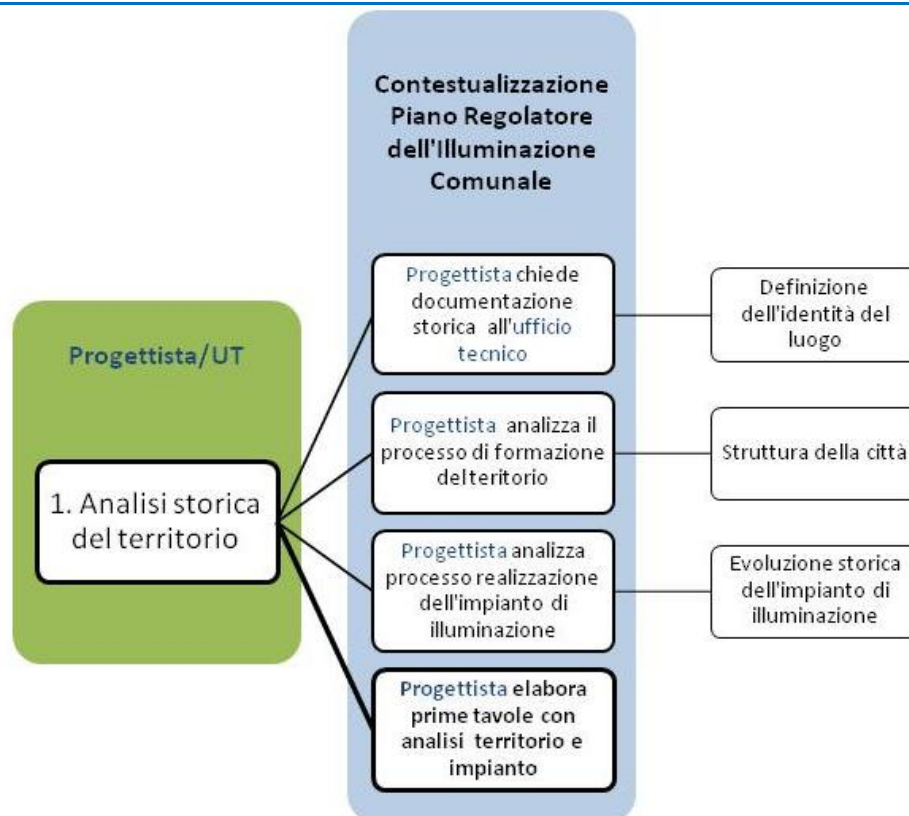 Contestualizzazione
Piano Regolatore
dell'Illuminazione
Comunale
Progettista/UT
1. Analisi storica
del territorio
Progettista chiede
documentazione
storica all'ufficio
tecnico
Definizione
dell'identità del
luogo
Progettista analizza il
processo di formazione
del teritorio
Struttura della città
Progettista analizza
processo realizzazione
dell'impianto di
illuminazione
Evoluzione storica
dell'impianto di
illuminazione
Progettista elabora
prime tavole con
analisi territorio e
impianto